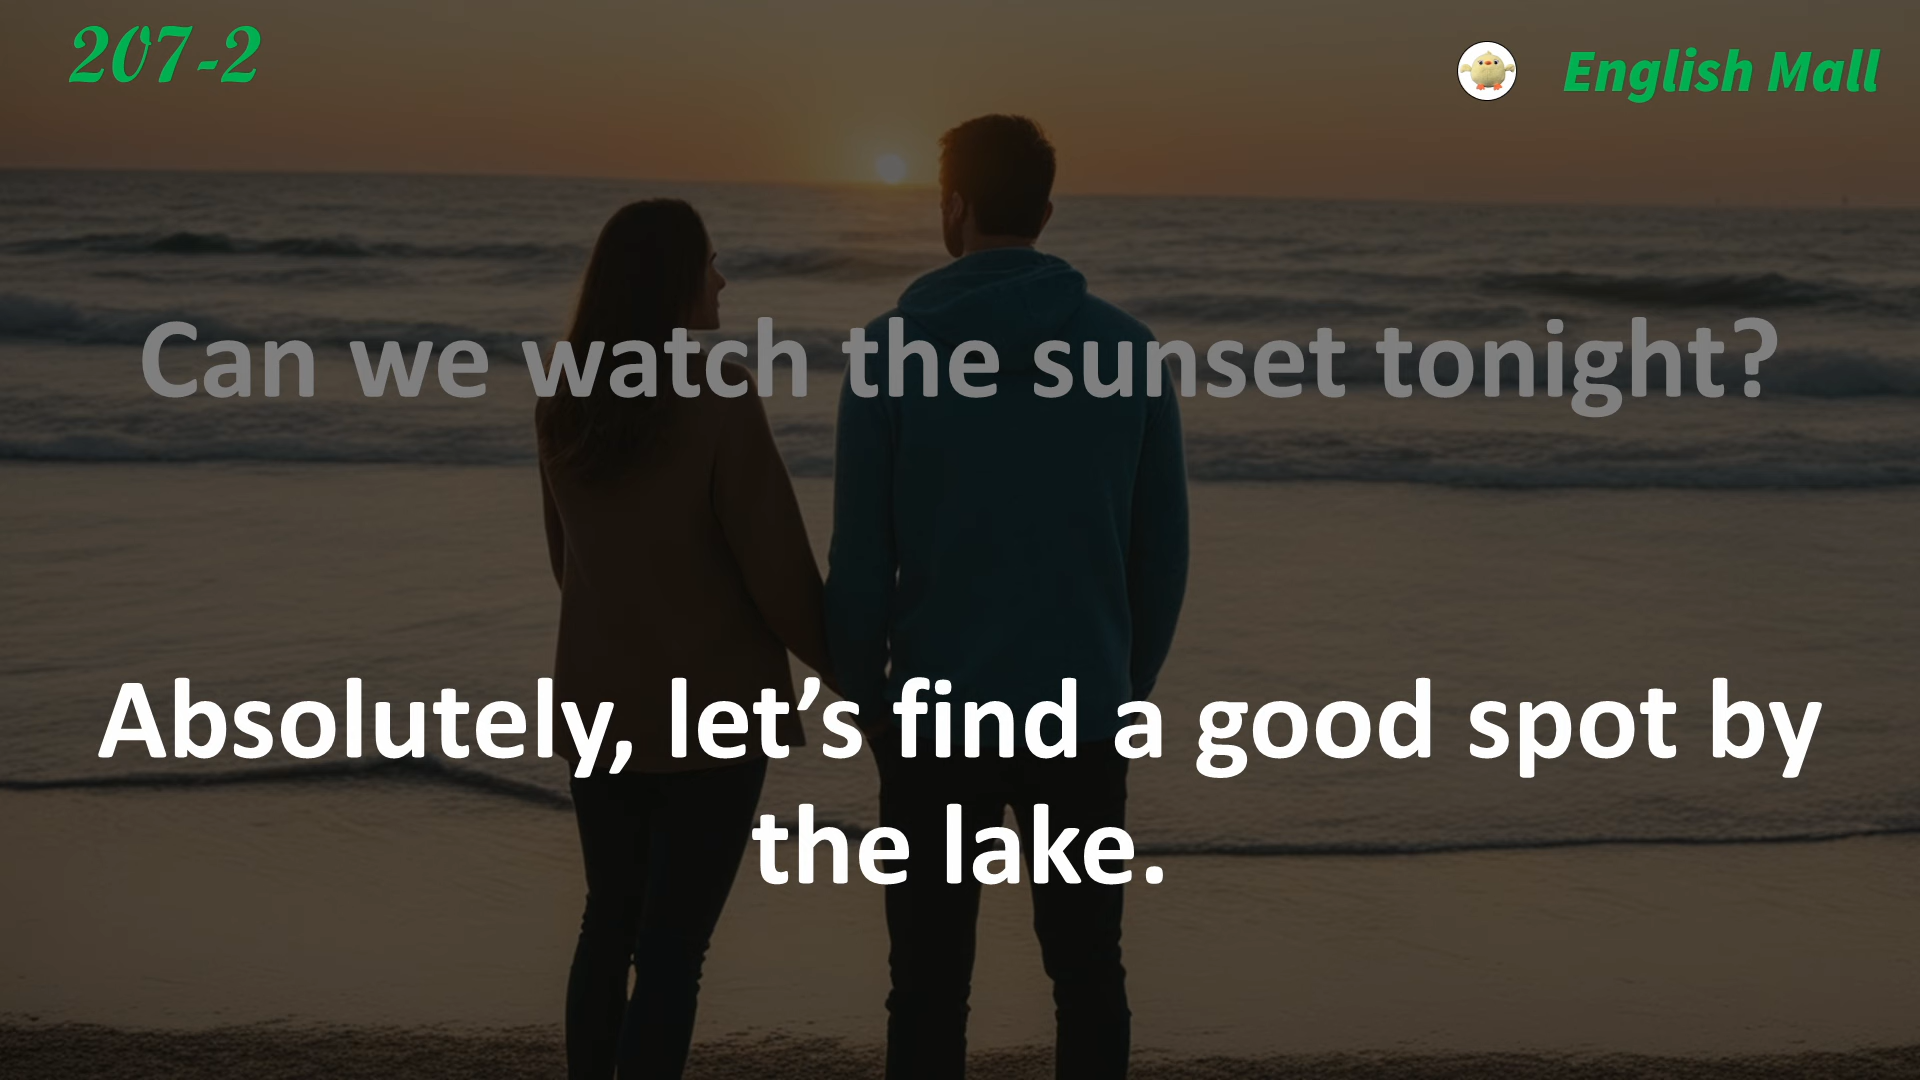 207-2
English Mall
Can we watch the sunset tonight?
Absolutely, let’s find a good spot by
the lake.